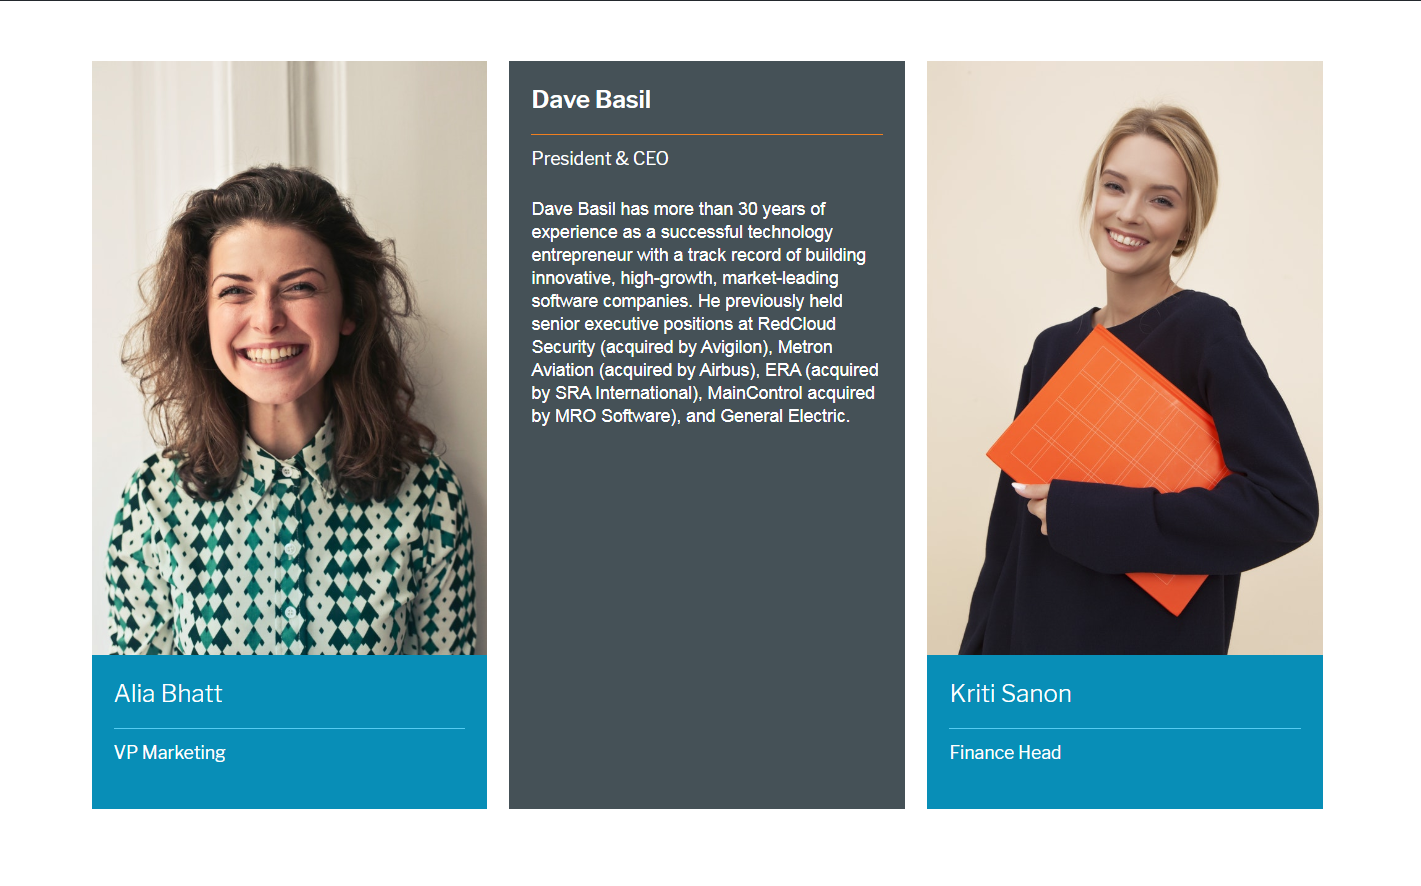 Alia Bhatt
VP Marketing
Dave Basil
President & CEO
Dave Basil has more than 30 years of
experience as a successful technology
entrepreneur with a track record of building
innovative, high-growth, market-leading
software companies. He previously held
senior executive positions at RedCloud
Security (acquired by Avigilon), Metron
Aviation (acquired by Airbus), ERA (acquired
by SRA International), MainControl acquired
by MRO Software), and General Electric.
Kriti Sanon
Finance Head